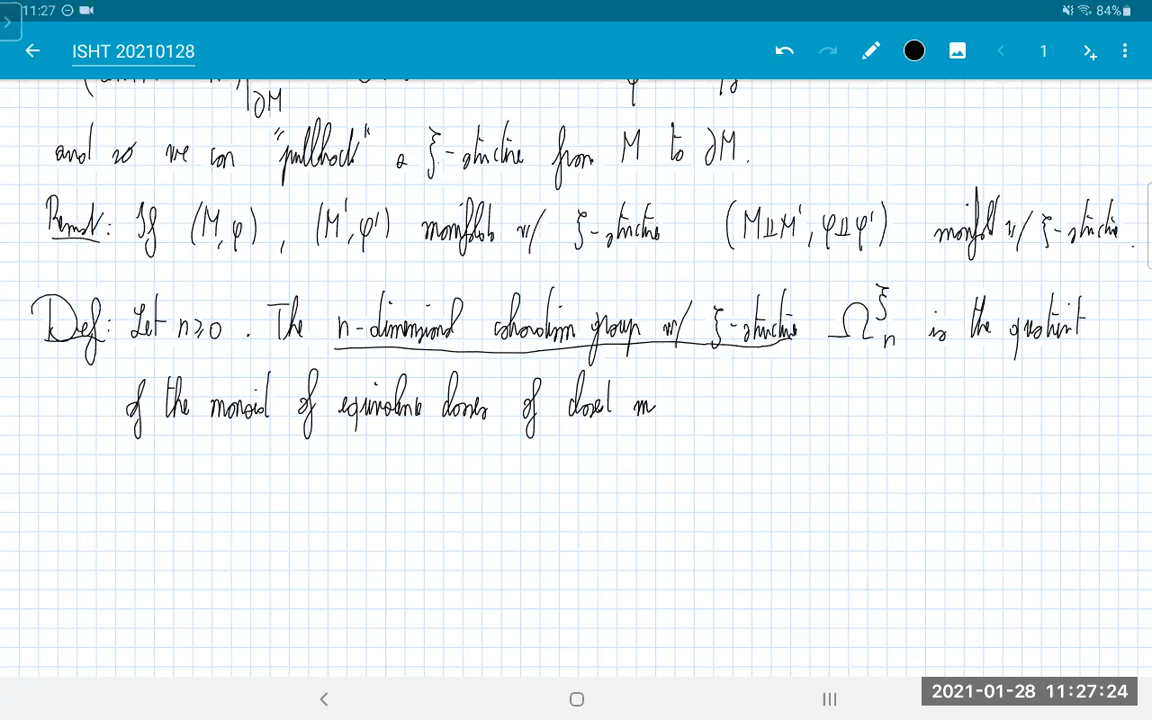 11:27
84%
ISHT 20210128
1
∂M φ
and so we can "pullback" a ξ-structure from M to ∂M.
Remark: If (M, φ), (M', φ') manifolds w/ ξ-structure (M⊔M', φ⊔φ') manifold w/ ξ-structure.
Def: Let n≥0. The n-dimensional cobordism group w/ ξ-structure Ω_n^ξ is the quotient
of the monoid of equivalence classes of closed m
2021-01-28 11:27:24